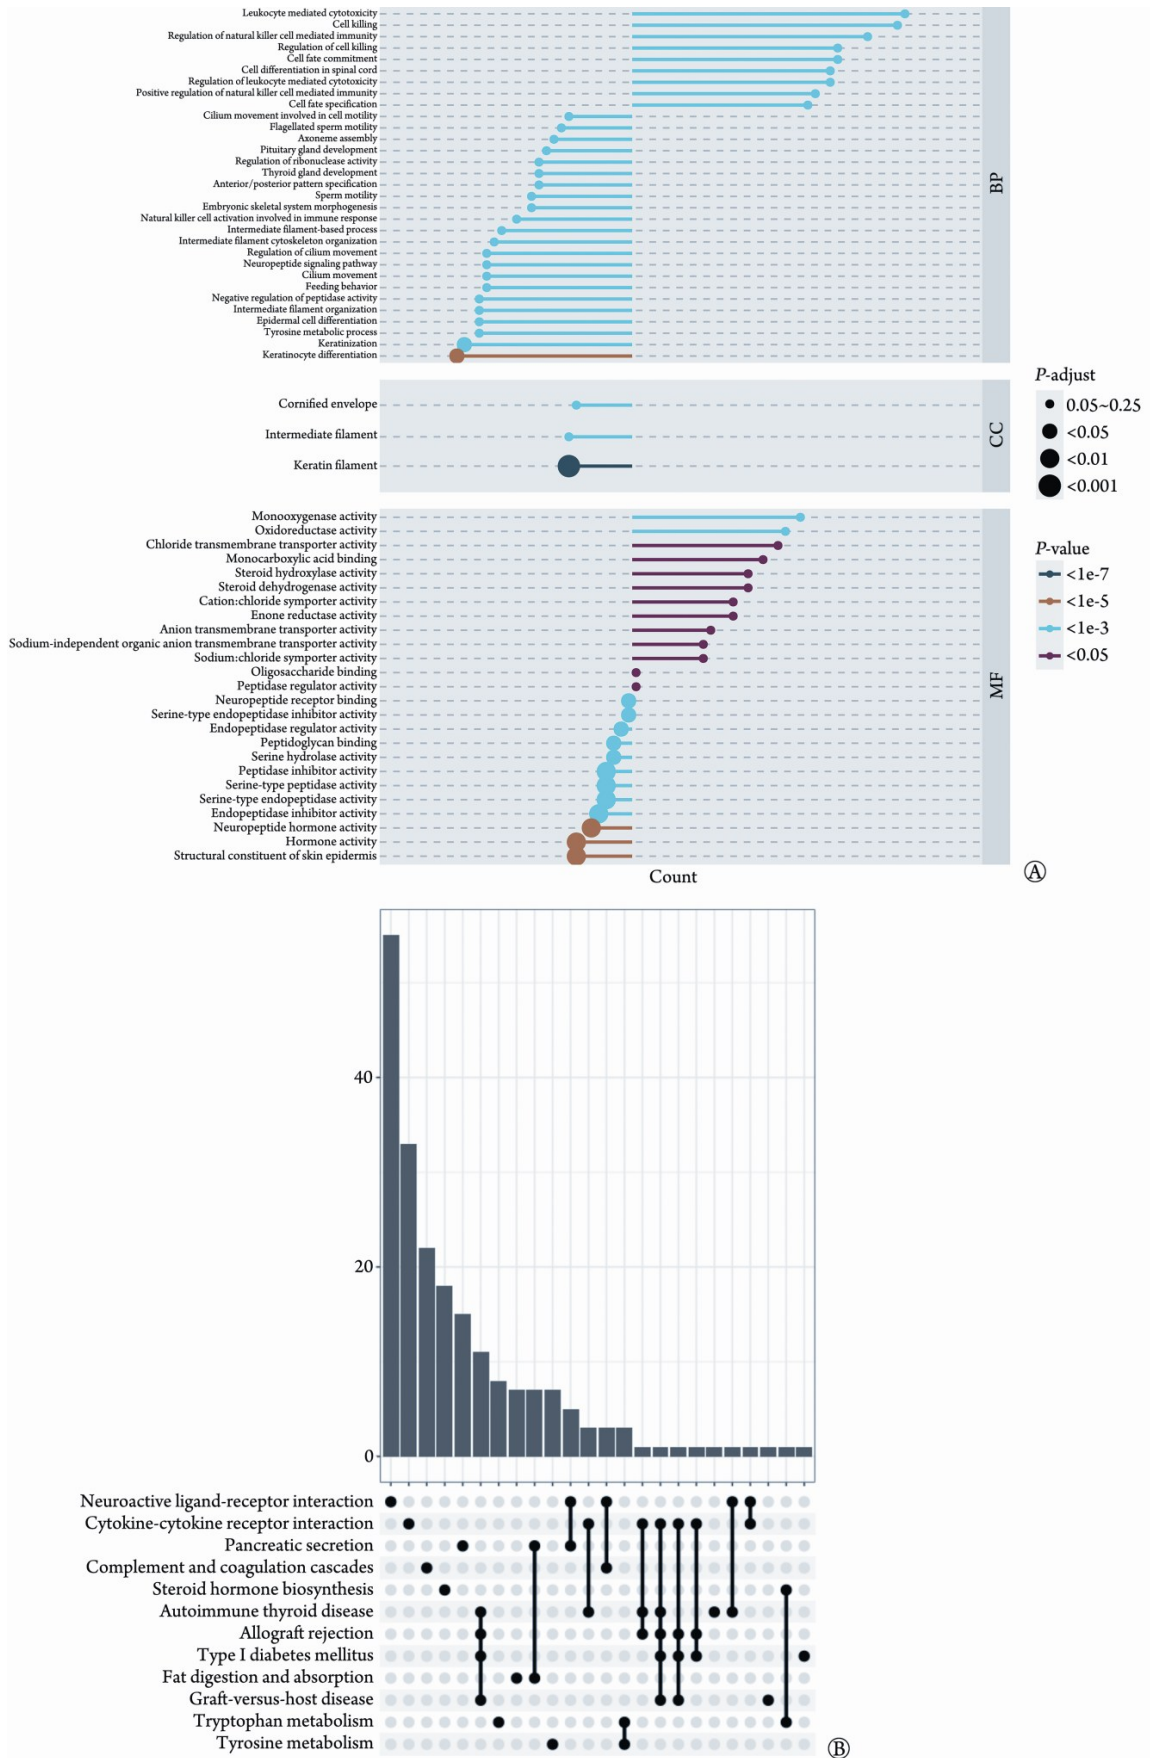 Leukocyte mediated cytotoxicity
Cell killing
Regulation of natural killer cell mediated immunity
Regulation of cell killing
Cell fate commitment
Cell differentiation in spinal cord
Regulation of leukocyte mediated cytotoxicity
Positive regulation of natural killer cell mediated immunity
Cell fate specification
Cilium movement involved in cell motility
Flagellated sperm motility
Axoneme assembly
Pituitary gland development
Regulation of ribonuclease activity
Thyroid gland development
Anterior/posterior pattern specification
Sperm motility
Embryonic skeletal system morphogenesis
Natural killer cell activation involved in immune response
Intermediate filament-based process
Intermediate filament cytoskeleton organization
Regulation of cilium movement
Neuropeptide signaling pathway
Cilium movement
Feeding behavior
Negative regulation of peptidase activity
Intermediate filament organization
Epidermal cell differentiation
Tyrosine metabolic process
Keratinization
Keratinocyte differentiation
BP
Cornified envelope
Intermediate filament
Keratin filament
CC
P-adjust
0.05~0.25
<0.05
<0.01
<0.001
P-value
<1e-7
<1e-5
<1e-3
<0.05
Monooxygenase activity
Oxidoreductase activity
Chloride transmembrane transporter activity
Monocarboxylic acid binding
Steroid hydroxylase activity
Steroid dehydrogenase activity
Cation:chloride symporter activity
Enone reductase activity
Anion transmembrane transporter activity
Sodium-independent organic anion transmembrane transporter activity
Sodium:chloride symporter activity
Oligosaccharide binding
Peptidase regulator activity
Neuropeptide receptor binding
Serine-type endopeptidase inhibitor activity
Endopeptidase regulator activity
Peptidoglycan binding
Serine hydrolase activity
Peptidase inhibitor activity
Serine-type peptidase activity
Serine-type endopeptidase activity
Endopeptidase inhibitor activity
Neuropeptide hormone activity
Hormone activity
Structural constituent of skin epidermis
MF
Count
Ⓐ
40
20
0
Neuroactive ligand-receptor interaction
Cytokine-cytokine receptor interaction
Pancreatic secretion
Complement and coagulation cascades
Steroid hormone biosynthesis
Autoimmune thyroid disease
Allograft rejection
Type I diabetes mellitus
Fat digestion and absorption
Graft-versus-host disease
Tryptophan metabolism
Tyrosine metabolism
Ⓑ